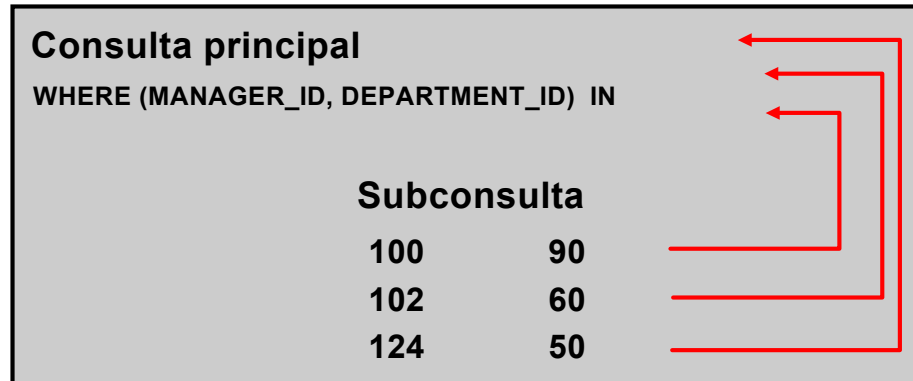 Consulta principal
WHERE (MANAGER_ID, DEPARTMENT_ID) IN
Subconsulta
100 90
102 60
124 50